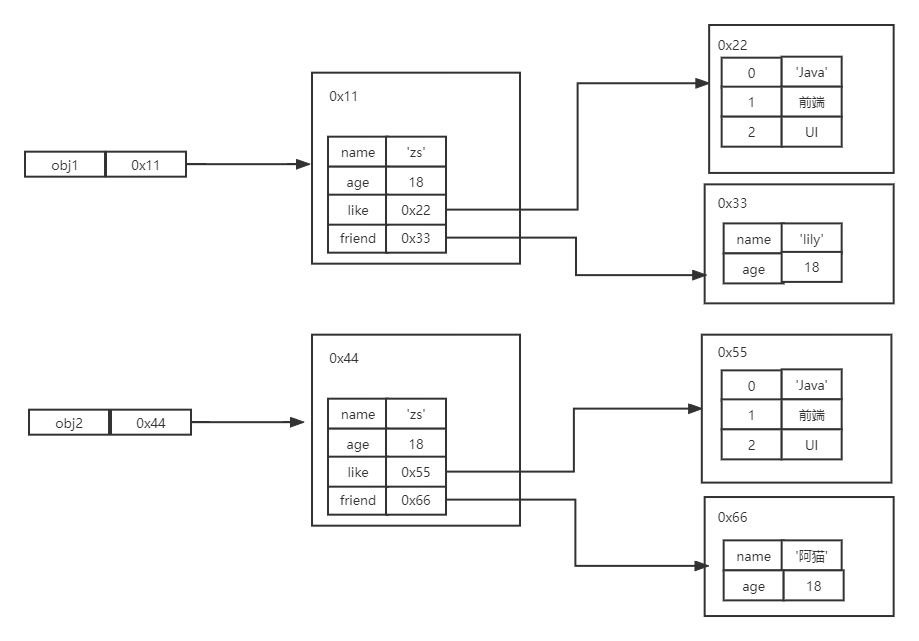 obj1 0x11
0x11
name 'zs'
age 18
like 0x22
friend 0x33
0x22
0 'Java'
1 前端
2 UI
0x33
name 'lily'
age 18
obj2 0x44
0x44
name 'zs'
age 18
like 0x55
friend 0x66
0x55
0 'Java'
1 前端
2 UI
0x66
name '阿猫'
age 18